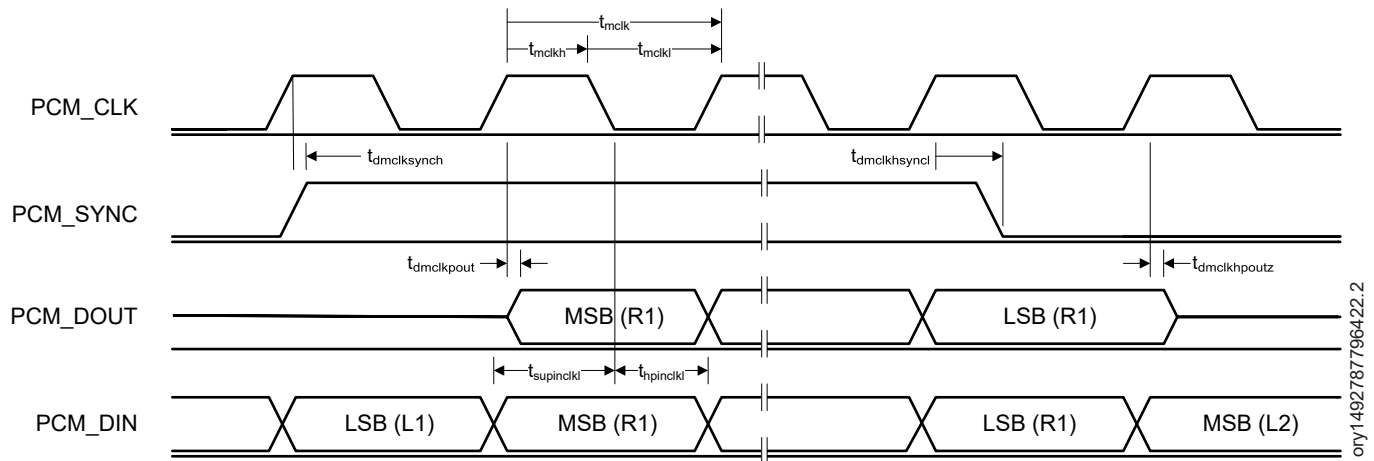 tmclk
tmclkh tmclkl
PCM_CLK
tdmclksynch tdmclkhsyncl
PCM_SYNC
tdmclkpout tdmclkhpoutz
PCM_DOUT MSB (R1) LSB (R1)
tsupinclkl thpinclkl
PCM_DIN LSB (L1) MSB (R1) LSB (R1) MSB (L2)
ory1492787796422.2